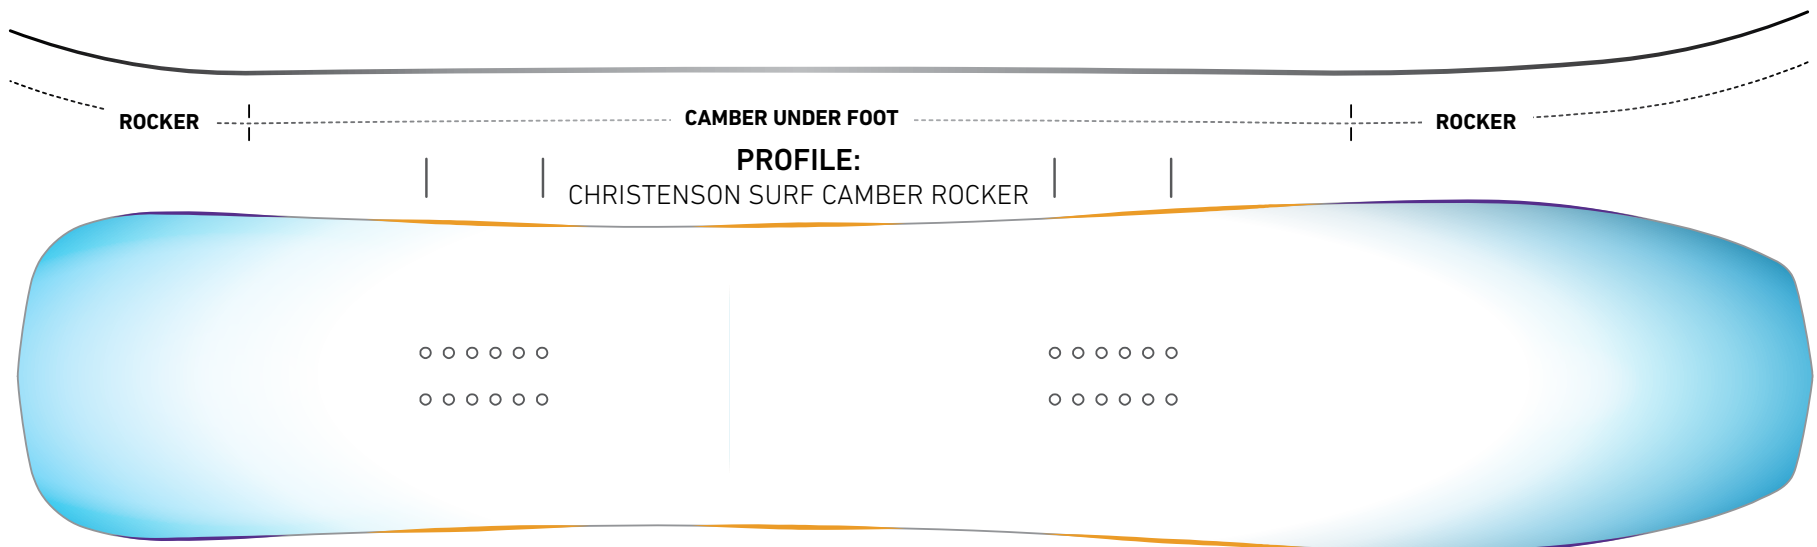 ROCKER
CAMBER UNDER FOOT
ROCKER
PROFILE:
CHRISTENSON SURF CAMBER ROCKER